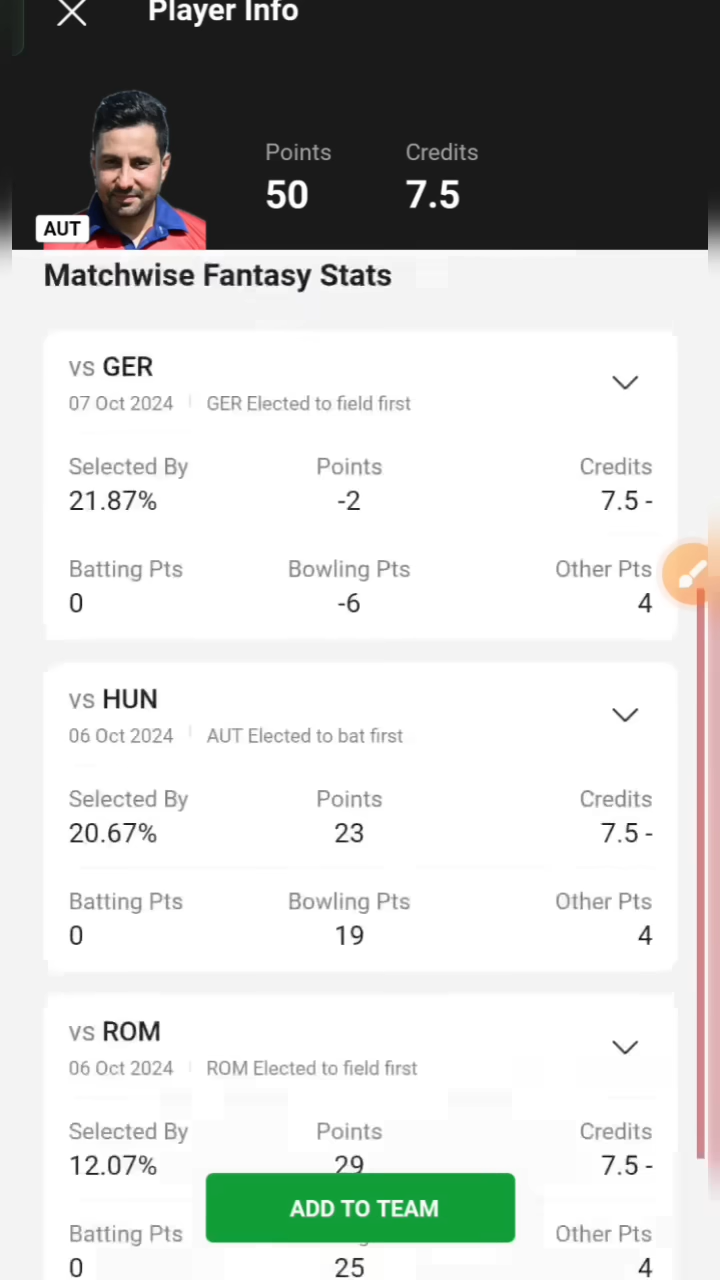 Player Info
Points
Credits
50
7.5
AUT
Matchwise Fantasy Stats
vs GER
07 Oct 2024 GER Elected to field first
Selected By Points Credits
21.87% -2 7.5 -
Batting Pts Bowling Pts Other Pts
0 -6 4
vs HUN
06 Oct 2024 AUT Elected to bat first
Selected By Points Credits
20.67% 23 7.5 -
Batting Pts Bowling Pts Other Pts
0 19 4
vs ROM
06 Oct 2024 ROM Elected to field first
Selected By Points Credits
12.07% 29 7.5 -
ADD TO TEAM
Batting Pts Other Pts
0 25 4